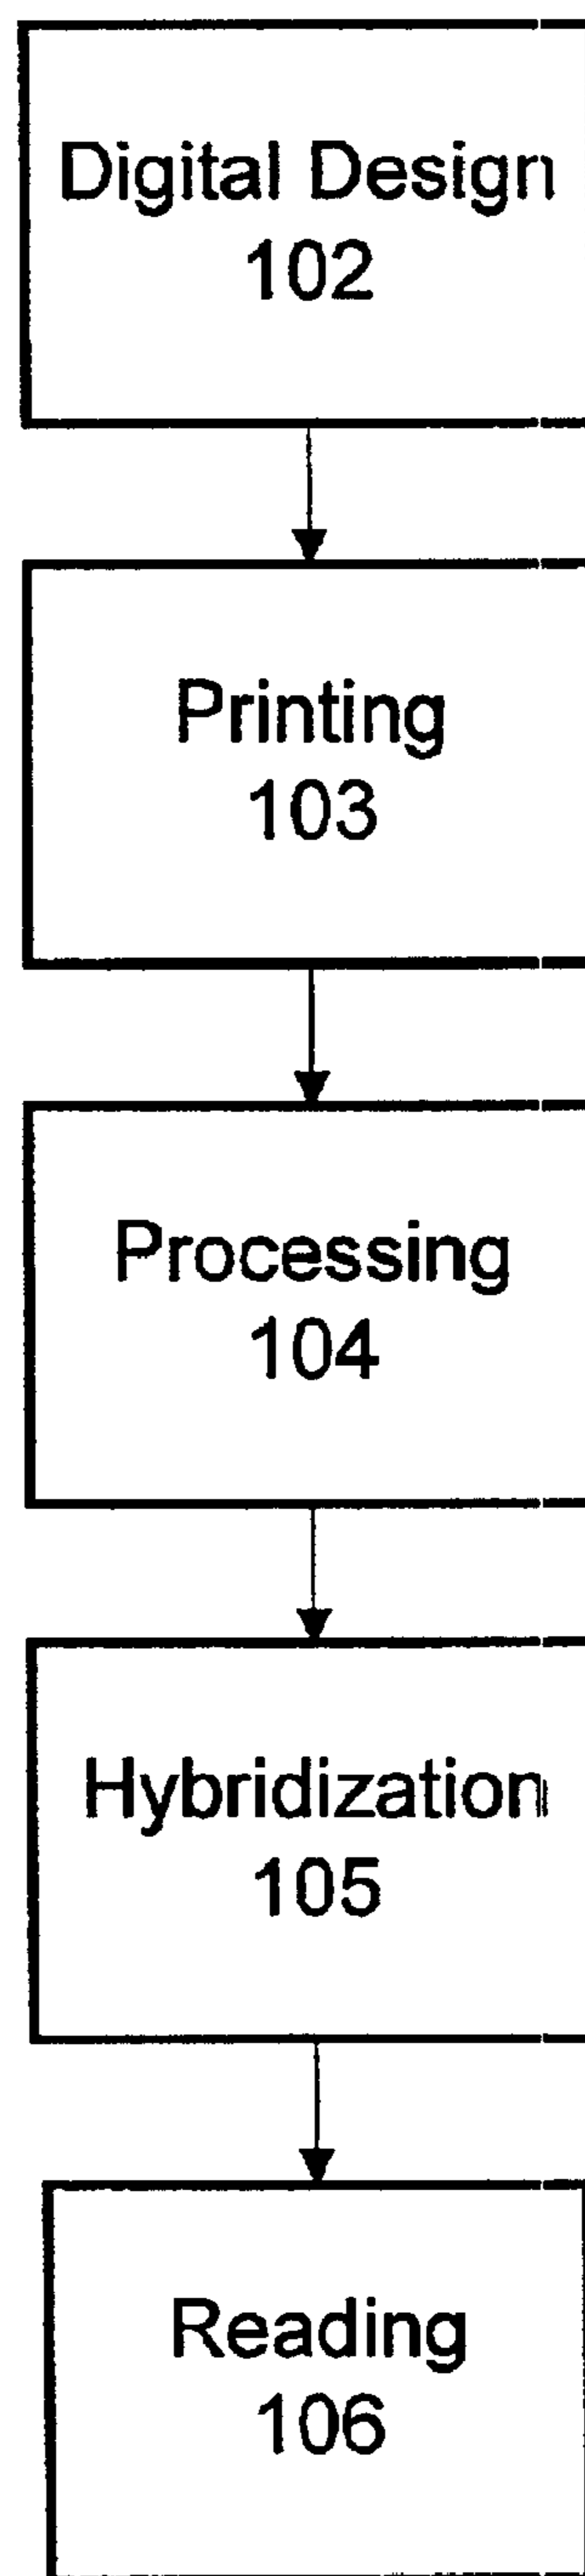 Digital Design
102
Printing
103
Processing
104
Hybridization
105
Reading
106